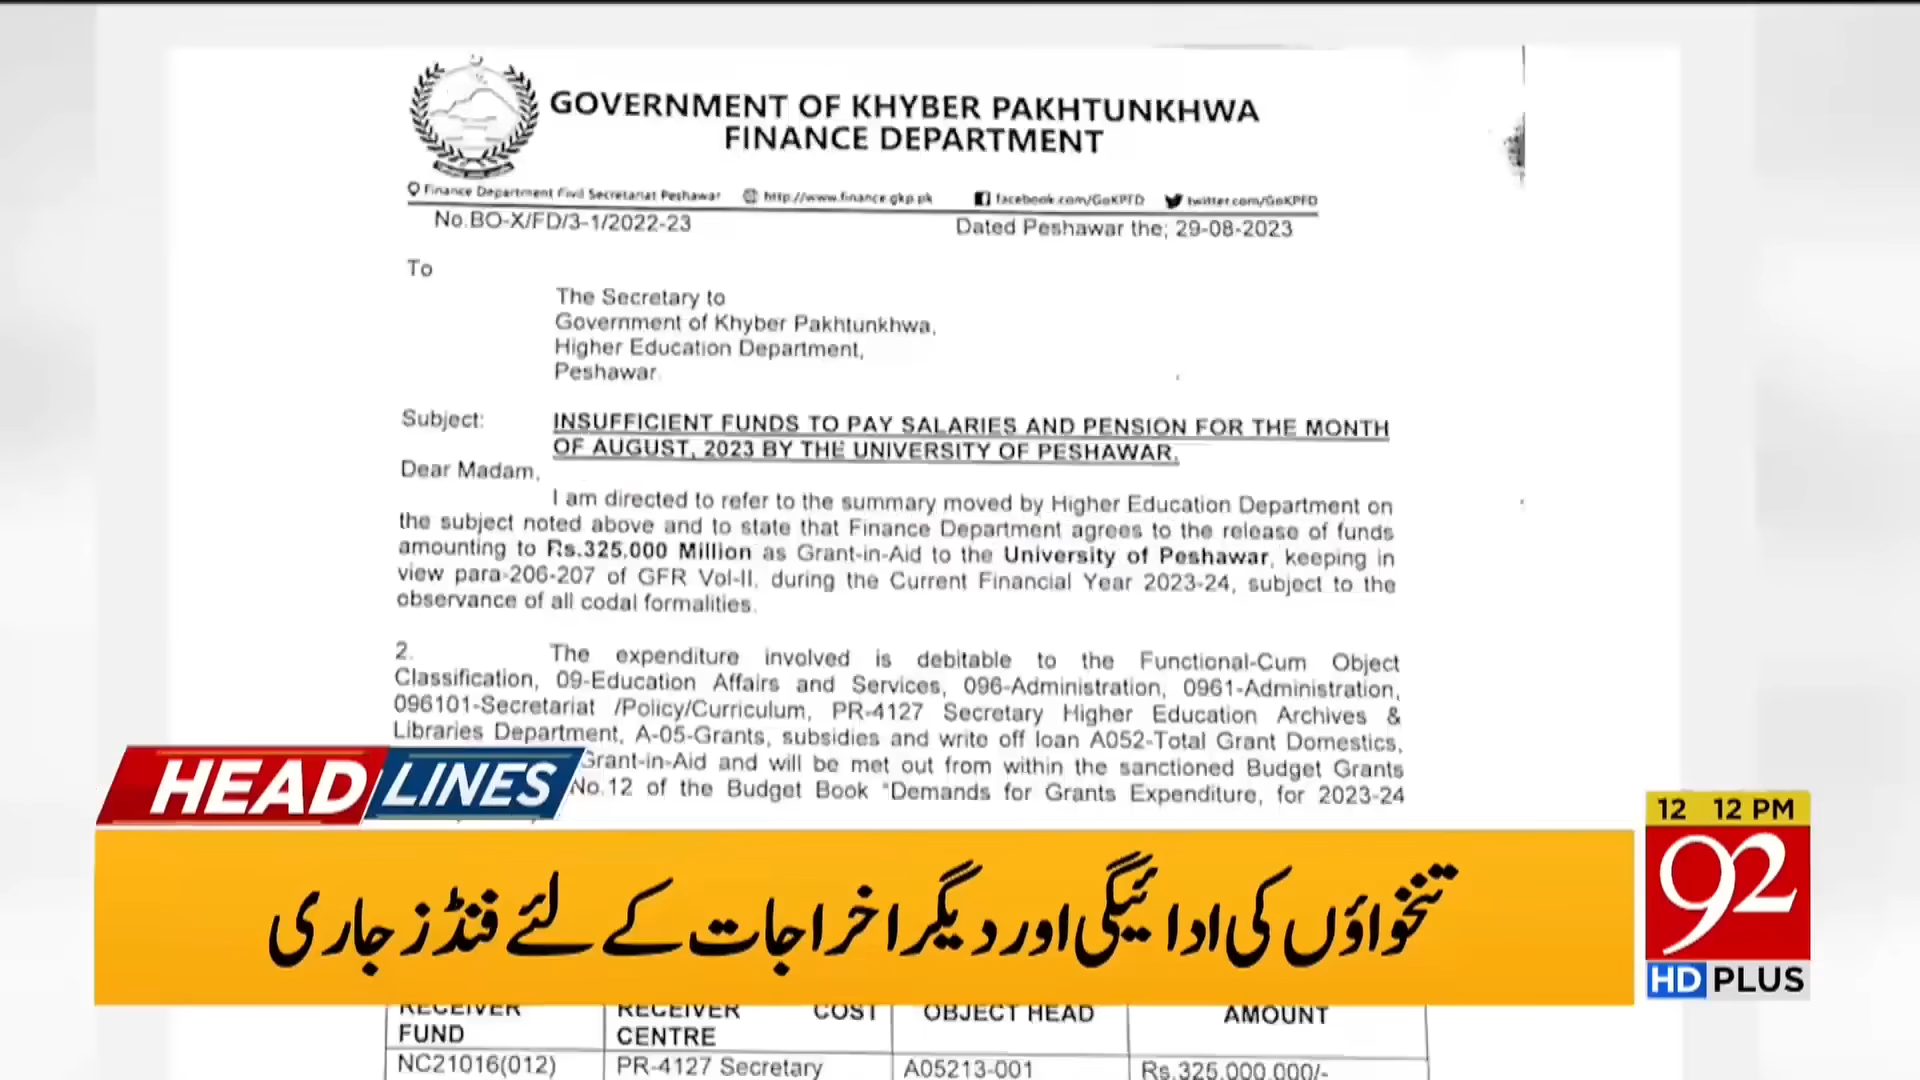 GOVERNMENT OF KHYBER PAKHTUNKHWA
FINANCE DEPARTMENT
Finance Department Civil Secretariat Peshawar http://www.finance.gkp.pk facebook.com/GoKPFD twitter.com/GoKPFD
No.BO-X/FD/3-1/2022-23 Dated Peshawar the; 29-08-2023
To
The Secretary to
Government of Khyber Pakhtunkhwa,
Higher Education Department,
Peshawar.
Subject: INSUFFICIENT FUNDS TO PAY SALARIES AND PENSION FOR THE MONTH
OF AUGUST, 2023 BY THE UNIVERSITY OF PESHAWAR.
Dear Madam,
I am directed to refer to the summary moved by Higher Education Department on
the subject noted above and to state that Finance Department agrees to the release of funds
amounting to Rs.325.000 Million as Grant-in-Aid to the University of Peshawar, keeping in
view para-206-207 of GFR Vol-II, during the Current Financial Year 2023-24, subject to the
observance of all codal formalities.
2. The expenditure involved is debitable to the Functional-Cum Object
Classification, 09-Education Affairs and Services, 096-Administration, 0961-Administration,
096101-Secretariat /Policy/Curriculum, PR-4127 Secretary Higher Education Archives &
Libraries Department, A-05-Grants, subsidies and write off loan A052-Total Grant Domestics,
Grant-in-Aid and will be met out from within the sanctioned Budget Grants
No.12 of the Budget Book "Demands for Grants Expenditure, for 2023-24
HEADLINES
12 12 PM
92
HD PLUS
تنخواؤں کی ادائیگی اور دیگر اخراجات کے لئے فنڈز جاری
RECEIVER RECEIVER COST OBJECT HEAD AMOUNT
FUND CENTRE
NC21016(012) PR-4127 Secretary A05213-001 Rs.325,000,000/-